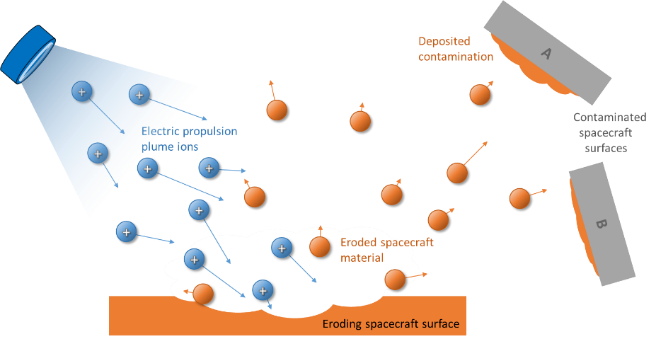 Deposited
contamination
A
Contaminated
spacecraft
surfaces
Electric propulsion
plume ions
+
+
+
+
+
+
+
+
+
+
B
Eroded spacecraft
material
Eroding spacecraft surface